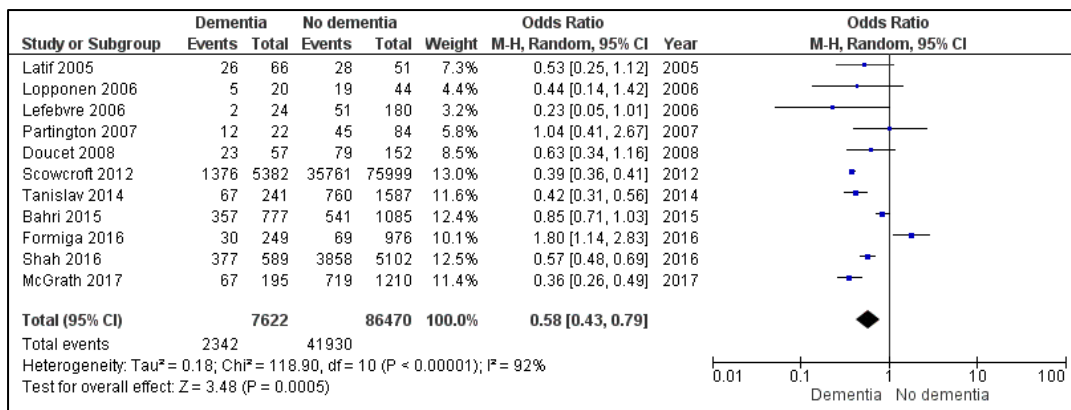 Dementia No dementia Odds Ratio Odds Ratio
Study or Subgroup Events Total Events Total Weight M-H, Random, 95% CI Year M-H, Random, 95% CI
Latif 2005 26 66 28 51 7.3% 0.53 [0.25, 1.12] 2005
Lopponen 2006 5 20 19 44 4.4% 0.44 [0.14, 1.42] 2006
Lefebvre 2006 2 24 51 180 3.2% 0.23 [0.05, 1.01] 2006
Partington 2007 12 22 45 84 5.8% 1.04 [0.41, 2.67] 2007
Doucet 2008 23 57 79 152 8.5% 0.63 [0.34, 1.16] 2008
Scowcroft 2012 1376 5382 35761 75999 13.0% 0.39 [0.36, 0.41] 2012
Tanislav 2014 67 241 760 1587 11.6% 0.42 [0.31, 0.56] 2014
Bahri 2015 357 777 541 1085 12.4% 0.85 [0.71, 1.03] 2015
Formiga 2016 30 249 69 976 10.1% 1.80 [1.14, 2.83] 2016
Shah 2016 377 589 3858 5102 12.5% 0.57 [0.48, 0.69] 2016
McGrath 2017 67 195 719 1210 11.4% 0.36 [0.26, 0.49] 2017
Total (95% CI) 7622 86470 100.0% 0.58 [0.43, 0.79]
Total events 2342 41930
Heterogeneity: Tau² = 0.18; Chi² = 118.90, df = 10 (P < 0.00001); I² = 92%
Test for overall effect: Z = 3.48 (P = 0.0005)
0.01 0.1 1 10 100
Dementia No dementia